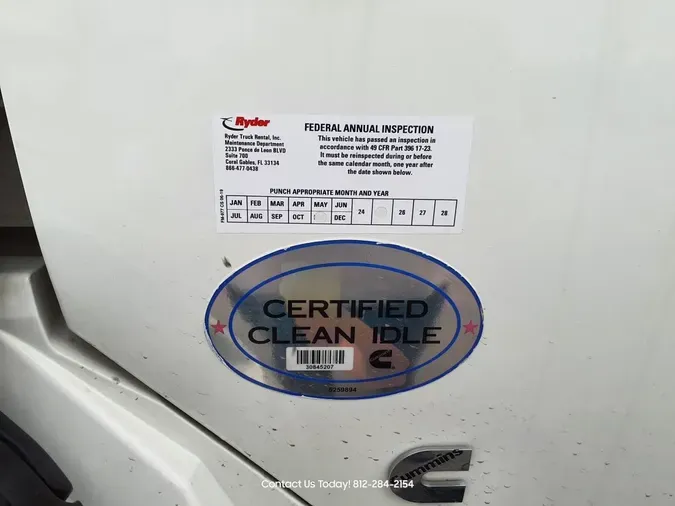 Ryder
Ryder Truck Rental, Inc.
Maintenance Department
2333 Ponce de Leon BLVD
Suite 700
Coral Gables, FL 33134
866-477-0438
FEDERAL ANNUAL INSPECTION
This vehicle has passed an inspection in
accordance with 49 CFR Part 396 17-23.
It must be reinspected during or before
the same calendar month, one year after
the date shown below.
PUNCH APPROPRIATE MONTH AND YEAR
JAN FEB MAR APR MAY JUN 24 26 27 28
JUL AUG SEP OCT DEC
CERTIFIED
CLEAN IDLE
30645207
Cummins
Contact Us Today! 812-284-2154